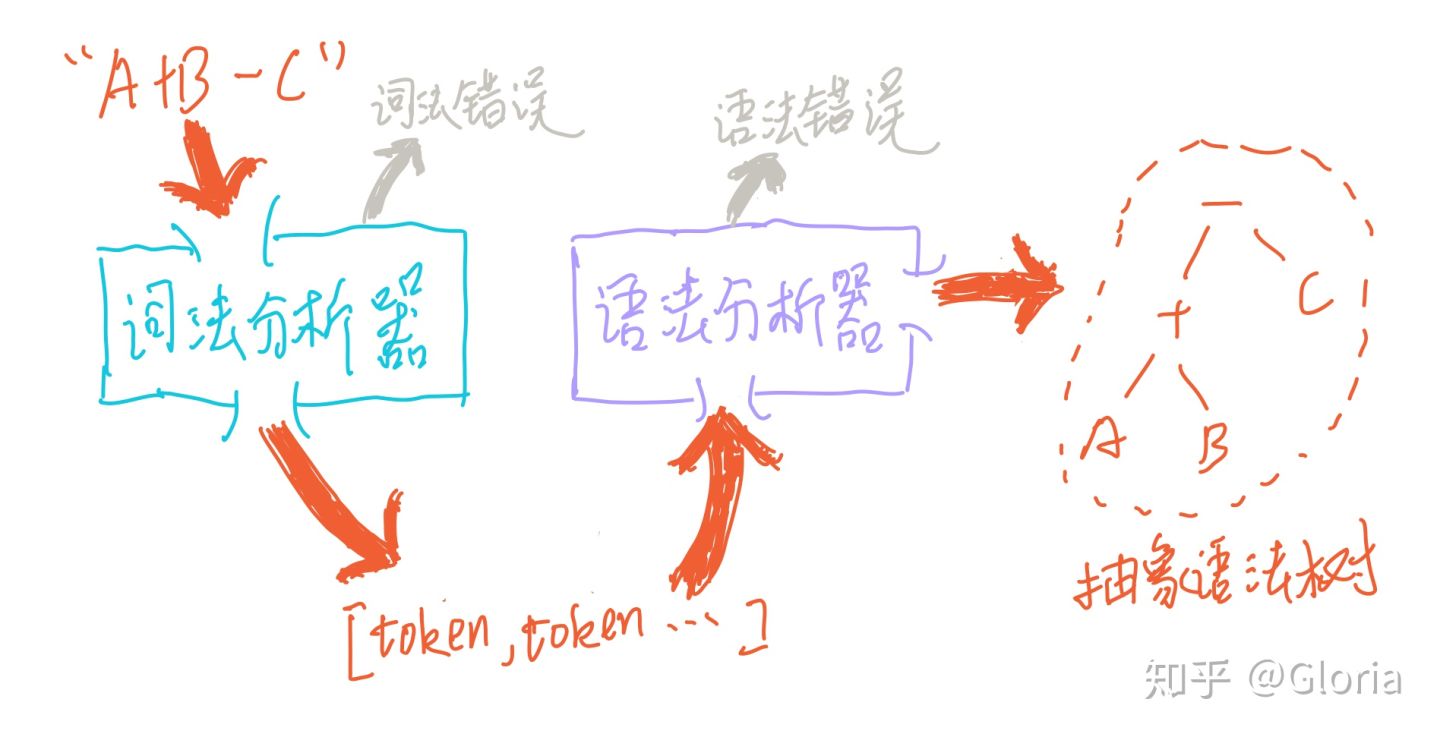 “A+B-C”
词法错误
语法错误
词法分析器
语法分析器
[token,token…]
-
+
C
A
B
抽象语法树
知乎 @Gloria